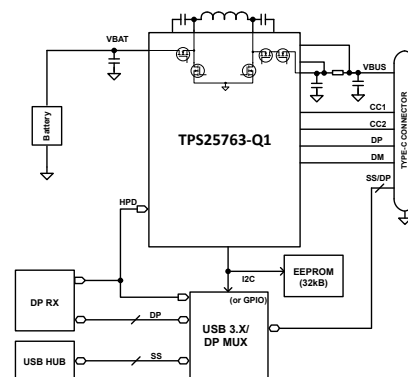 VBAT
VBUS
Battery
CC1
CC2
TPS25763-Q1
DP
DM
TYPE-C CONNECTOR
SS/DP
HPD
I2C
EEPROM
(32kB)
(or GPIO)
DP RX
DP
USB 3.X/
DP MUX
USB HUB
SS